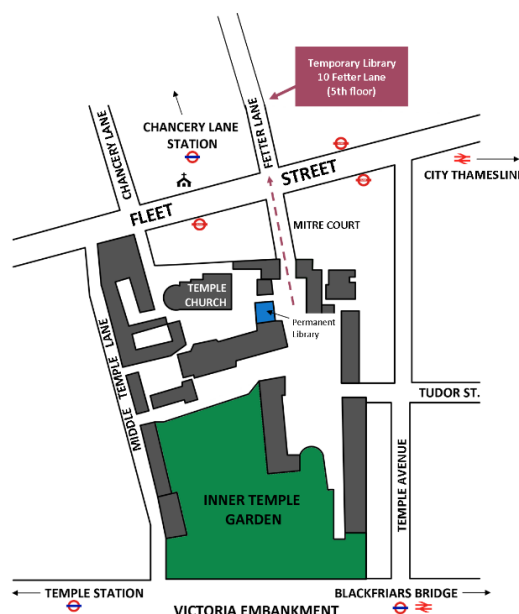 Temporary Library
10 Fetter Lane
(5th floor)
FETTER LANE
CHANCERY LANE
CHANCERY LANE
STATION
FLEET
STREET
CITY THAMESLINK
MITRE COURT
TEMPLE
CHURCH
Permanent
Library
MIDDLE TEMPLE LANE
TUDOR ST.
TEMPLE AVENUE
INNER TEMPLE
GARDEN
TEMPLE STATION
BLACKFRIARS BRIDGE
VICTORIA EMBANKMENT